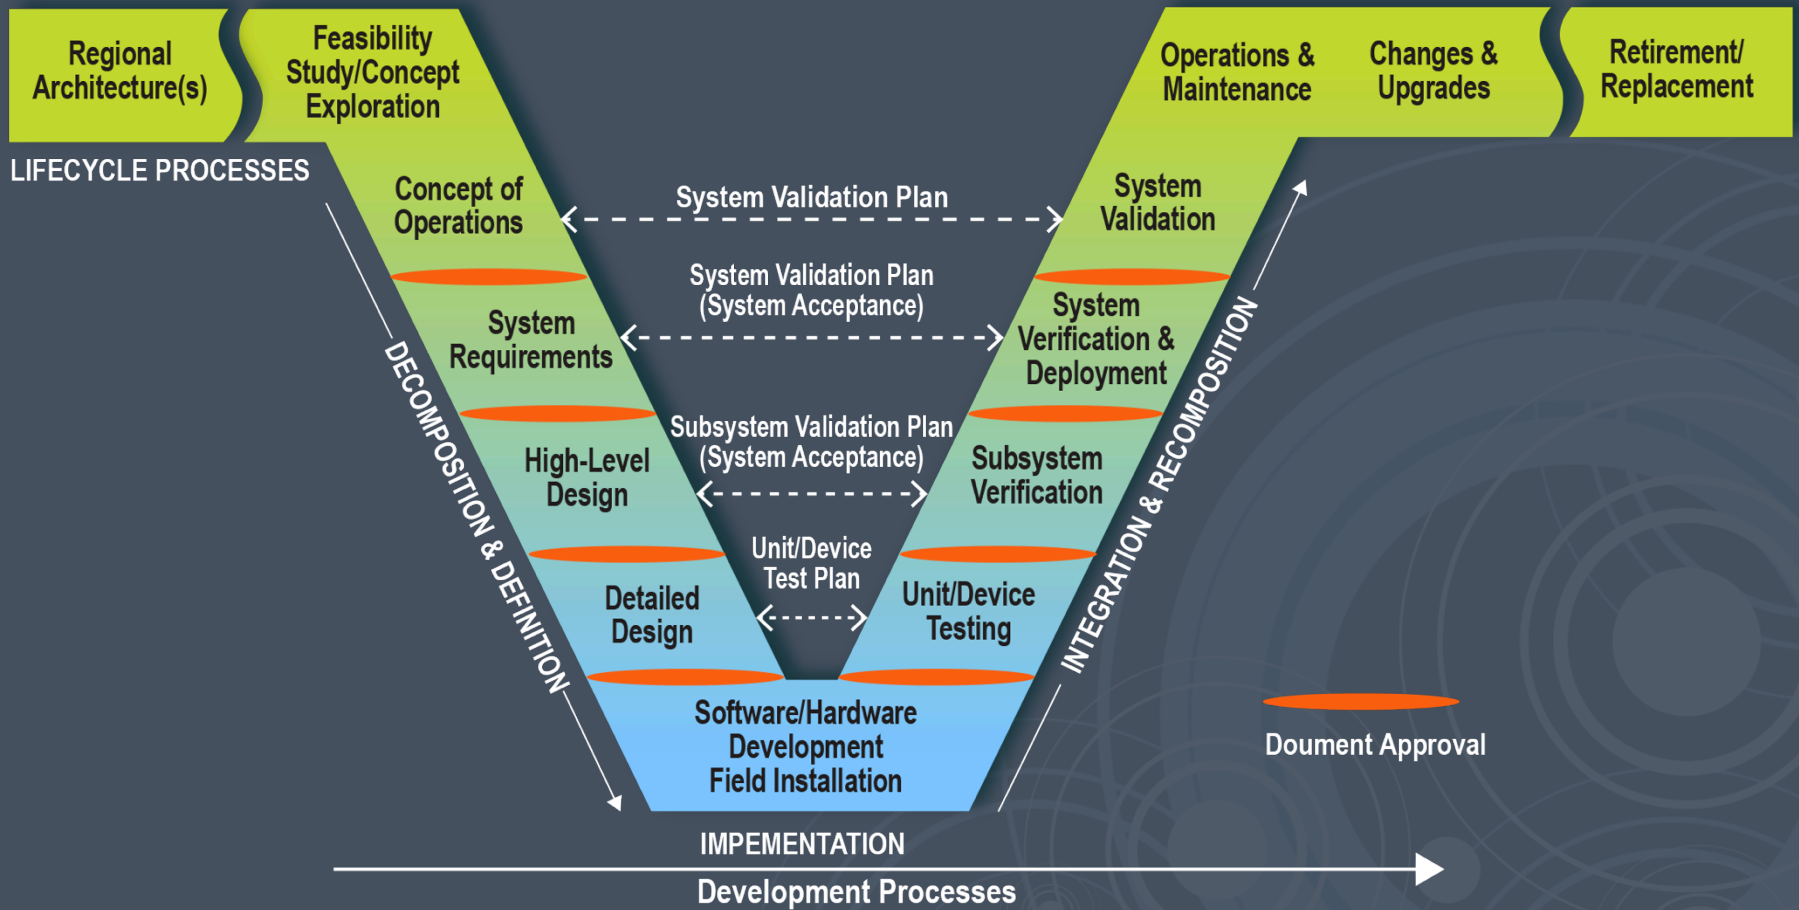 Regional
Architecture(s)
Feasibility
Study/Concept
Exploration
Operations &
Maintenance
Changes &
Upgrades
Retirement/
Replacement
LIFECYCLE PROCESSES
Concept of
Operations
System Validation Plan
System
Validation
System Validation Plan
(System Acceptance)
System
Requirements
System
Verification &
Deployment
DECOMPOSITION & DEFINITION
INTEGRATION & RECOMPOSITION
High-Level
Design
Subsystem Validation Plan
(System Acceptance)
Subsystem
Verification
Detailed
Design
Unit/Device
Test Plan
Unit/Device
Testing
Software/Hardware
Development
Field Installation
Doument Approval
IMPEMENTATION
Development Processes